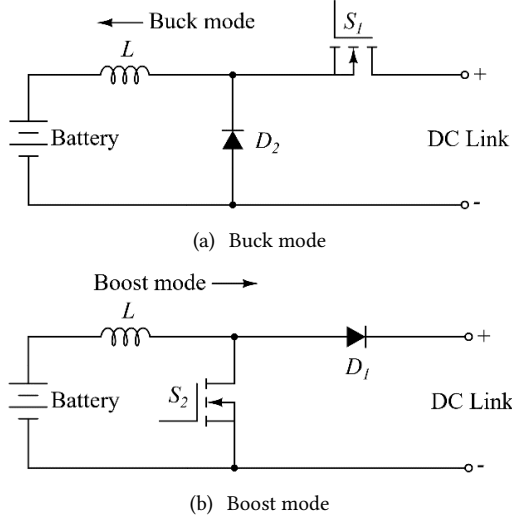 Buck mode
S1
L
+
Battery
D2
DC Link
-
(a) Buck mode
Boost mode
L
+
D1
Battery
S2
DC Link
-
(b) Boost mode